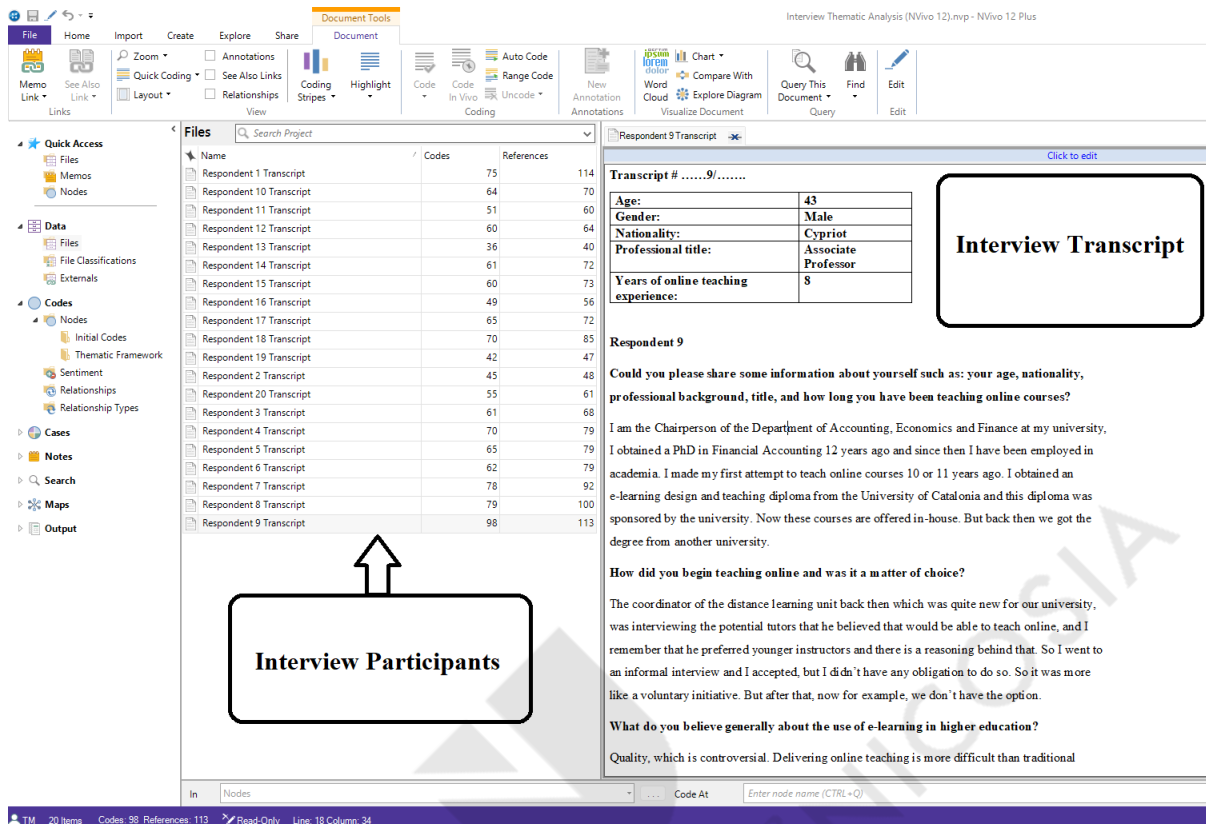 Document Tools
Interview Thematic Analysis (NVivo 12).nvp - NVivo 12 Plus
File Home Import Create Explore Share Document
Memo Link
See Also Link
Links
Zoom
Quick Coding
Layout
Annotations
See Also Links
Relationships
Coding Stripes
Highlight
View
Code
Code In Vivo
Auto Code
Range Code
Uncode
Coding
New Annotation
Annotations
Word Cloud
Chart
Compare With
Explore Diagram
Visualize Document
Query This Document
Find
Query
Edit
Edit
Quick Access
Files
Memos
Nodes
Data
Files
File Classifications
Externals
Codes
Nodes
Initial Codes
Thematic Framework
Sentiment
Relationships
Relationship Types
Cases
Notes
Search
Maps
Output
Files Search Project
Name Codes References
Respondent 1 Transcript 75 114
Respondent 10 Transcript 64 70
Respondent 11 Transcript 51 60
Respondent 12 Transcript 60 64
Respondent 13 Transcript 36 40
Respondent 14 Transcript 61 72
Respondent 15 Transcript 60 73
Respondent 16 Transcript 49 56
Respondent 17 Transcript 65 72
Respondent 18 Transcript 70 85
Respondent 19 Transcript 42 47
Respondent 2 Transcript 45 48
Respondent 20 Transcript 55 61
Respondent 3 Transcript 61 68
Respondent 4 Transcript 70 79
Respondent 5 Transcript 65 79
Respondent 6 Transcript 62 79
Respondent 7 Transcript 78 92
Respondent 8 Transcript 79 100
Respondent 9 Transcript 98 113
Interview Participants
Respondent 9 Transcript
Click to edit
Transcript # ……9/…….
Age: 43
Gender: Male
Nationality: Cypriot
Professional title: Associate
Professor
Years of online teaching 8
experience:
Interview Transcript
Respondent 9
Could you please share some information about yourself such as: your age, nationality,
professional background, title, and how long you have been teaching online courses?
I am the Chairperson of the Department of Accounting, Economics and Finance at my university,
I obtained a PhD in Financial Accounting 12 years ago and since then I have been employed in
academia. I made my first attempt to teach online courses 10 or 11 years ago. I obtained an
e-learning design and teaching diploma from the University of Catalonia and this diploma was
sponsored by the university. Now these courses are offered in-house. But back then we got the
degree from another university.
How did you begin teaching online and was it a matter of choice?
The coordinator of the distance learning unit back then which was quite new for our university,
was interviewing the potential tutors that he believed that would be able to teach online, and I
remember that he preferred younger instructors and there is a reasoning behind that. So I went to
an informal interview and I accepted, but I didn't have any obligation to do so. So it was more
like a voluntary initiative. But after that, now for example, we don't have the option.
What do you believe generally about the use of e-learning in higher education?
Quality, which is controversial. Delivering online teaching is more difficult than traditional
In Nodes ... Code At Enter node name (CTRL+Q)
TM 20 Items Codes: 98 References: 113 Read-Only Line: 18 Column: 34
NICOSIA